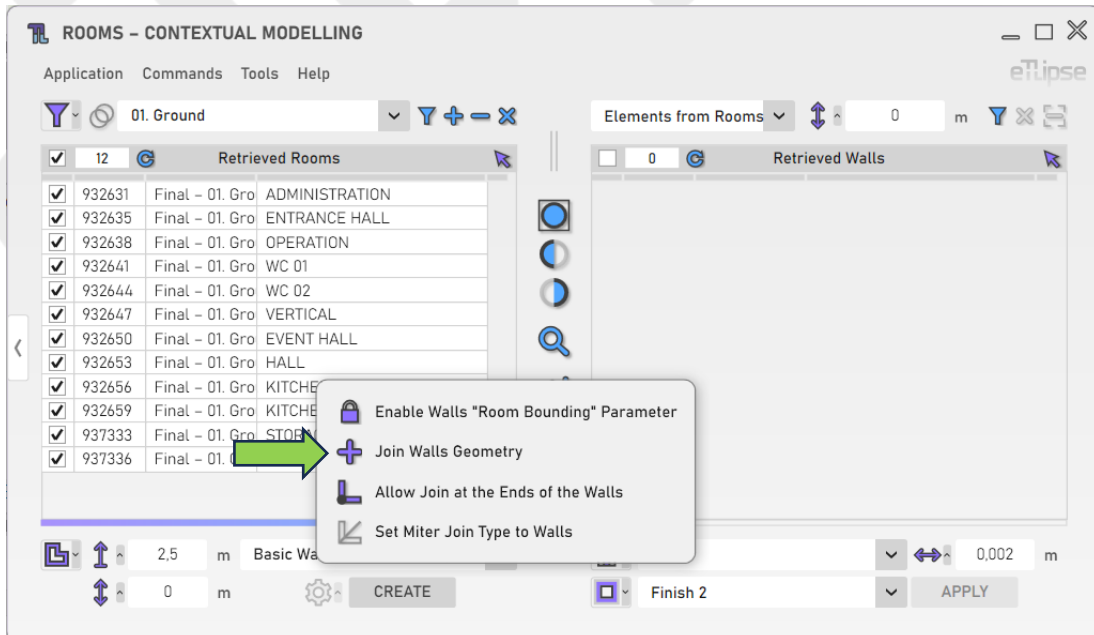 ROOMS – CONTEXTUAL MODELLING
Application Commands Tools Help
eTLipse
01. Ground
Elements from Rooms 0 m
12 Retrieved Rooms
0 Retrieved Walls
932631 Final – 01. Gro ADMINISTRATION
932635 Final – 01. Gro ENTRANCE HALL
932638 Final – 01. Gro OPERATION
932641 Final – 01. Gro WC 01
932644 Final – 01. Gro WC 02
932647 Final – 01. Gro VERTICAL
932650 Final – 01. Gro EVENT HALL
932653 Final – 01. Gro HALL
932656 Final – 01. Gro KITCHE
932659 Final – 01. Gro KITCHE
937333 Final – 01. Gro
937336 Final – 01.
Enable Walls "Room Bounding" Parameter
Join Walls Geometry
Allow Join at the Ends of the Walls
Set Miter Join Type to Walls
2,5 m Basic Wa
0,002 m
0 m CREATE
Finish 2 APPLY